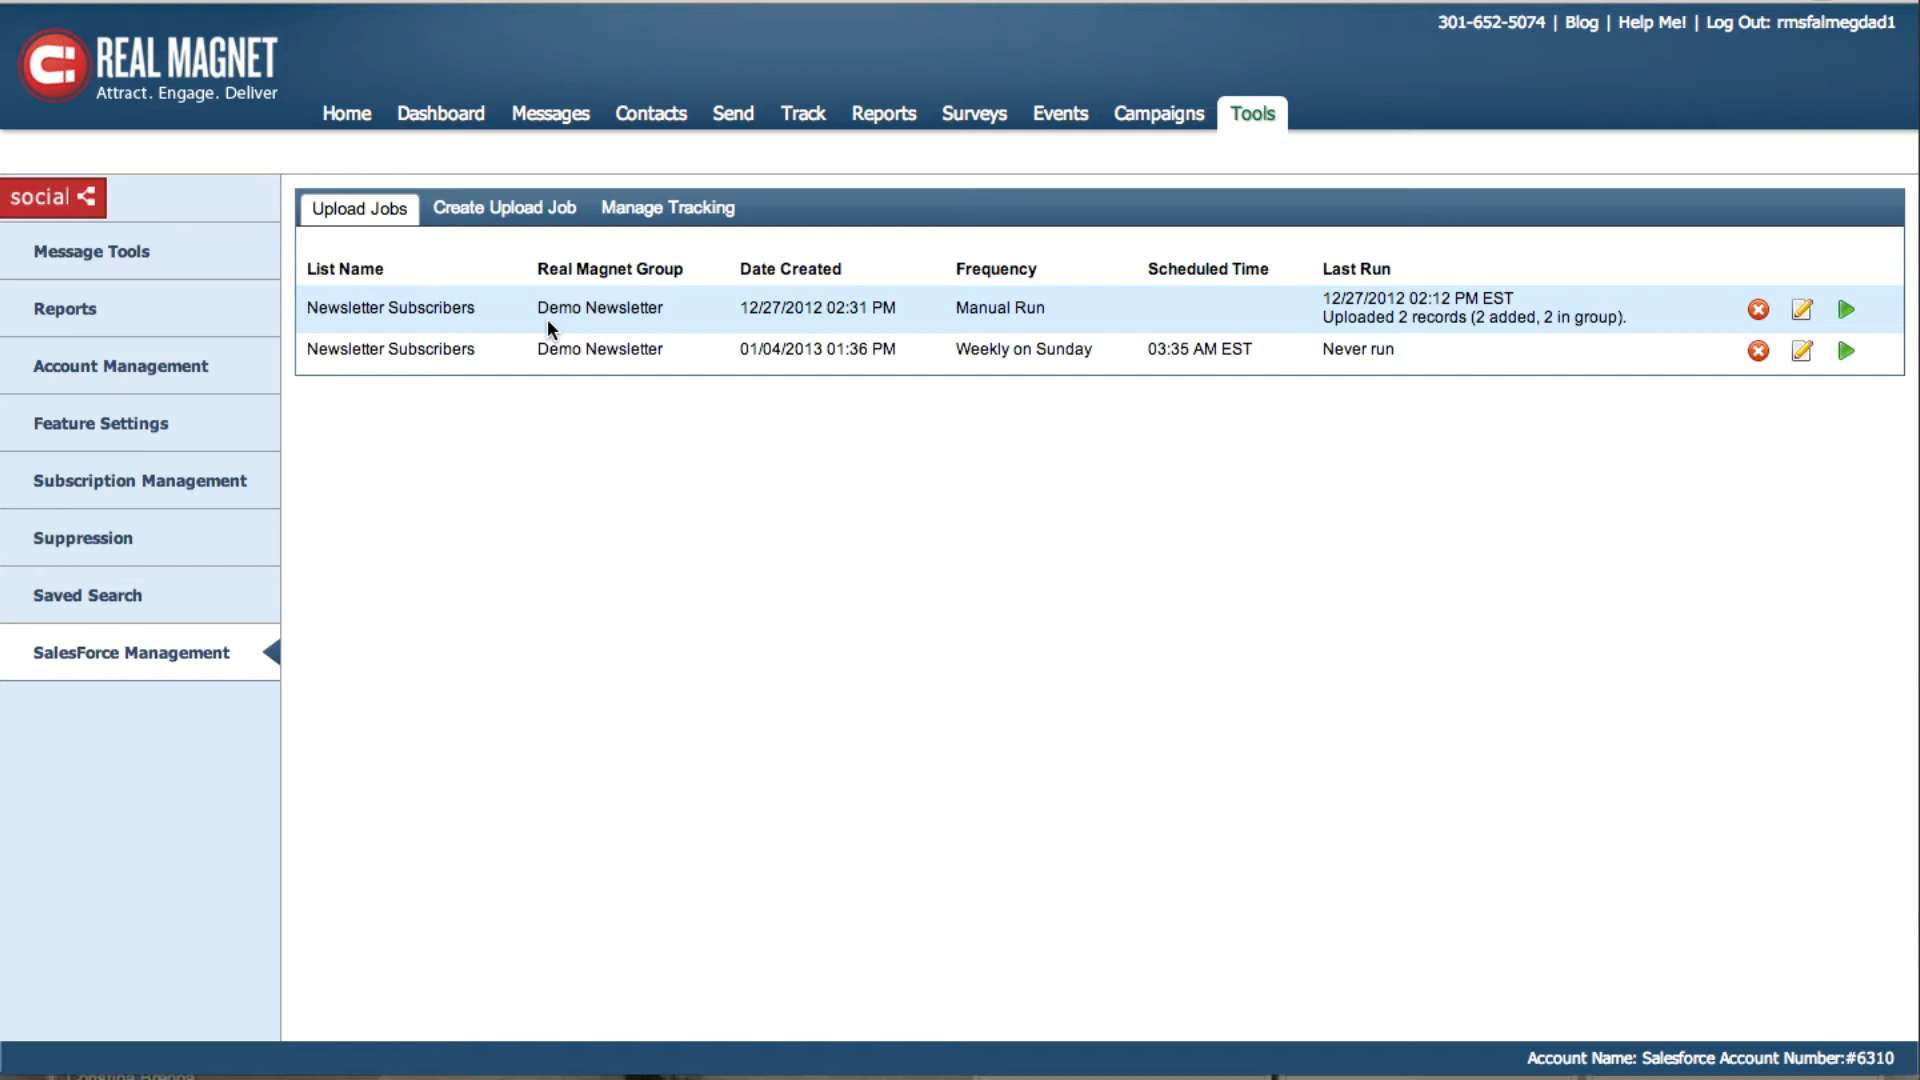 301-652-5074 | Blog | Help Me! | Log Out: rmsfalmegdad1
REAL MAGNET
Attract. Engage. Deliver
Home Dashboard Messages Contacts Send Track Reports Surveys Events Campaigns Tools
social
Message Tools
Reports
Account Management
Feature Settings
Subscription Management
Suppression
Saved Search
SalesForce Management
Upload Jobs Create Upload Job Manage Tracking
List Name Real Magnet Group Date Created Frequency Scheduled Time Last Run
Newsletter Subscribers Demo Newsletter 12/27/2012 02:31 PM Manual Run 12/27/2012 02:12 PM EST
Uploaded 2 records (2 added, 2 in group).
Newsletter Subscribers Demo Newsletter 01/04/2013 01:36 PM Weekly on Sunday 03:35 AM EST Never run
Account Name: Salesforce Account Number:#6310